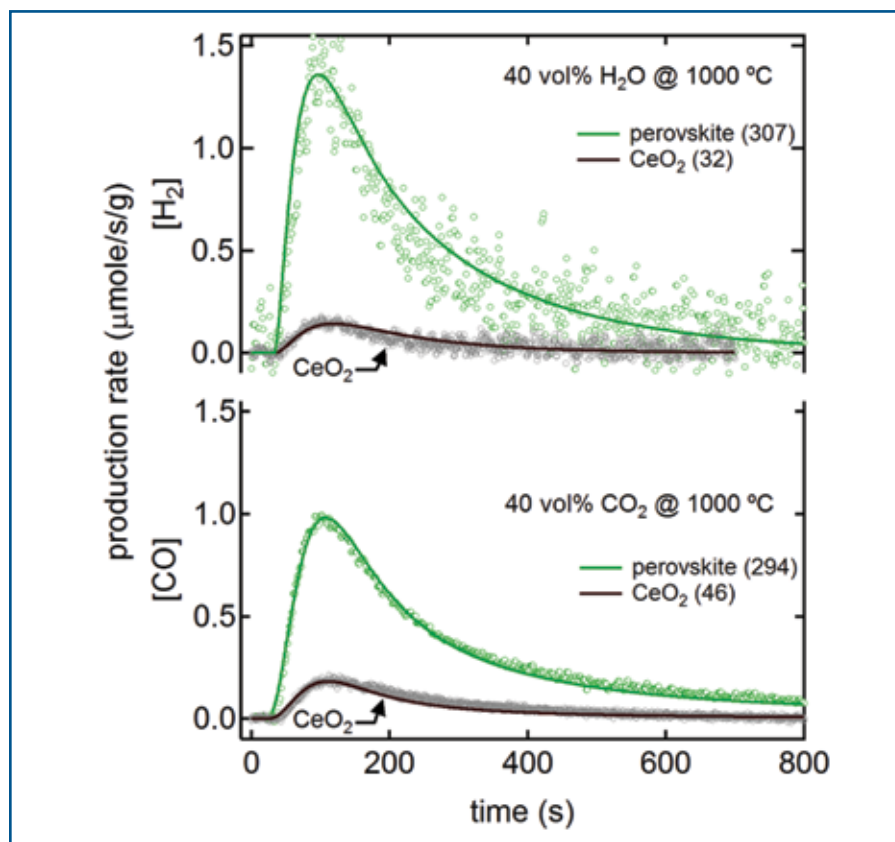 production rate (μmole/s/g)
[H₂]
1.5
1.0
0.5
0.0
40 vol% H₂O @ 1000 ºC
perovskite (307)
CeO₂ (32)
CeO₂
[CO]
1.5
1.0
0.5
0.0
40 vol% CO₂ @ 1000 ºC
perovskite (294)
CeO₂ (46)
CeO₂
0 200 400 600 800
time (s)